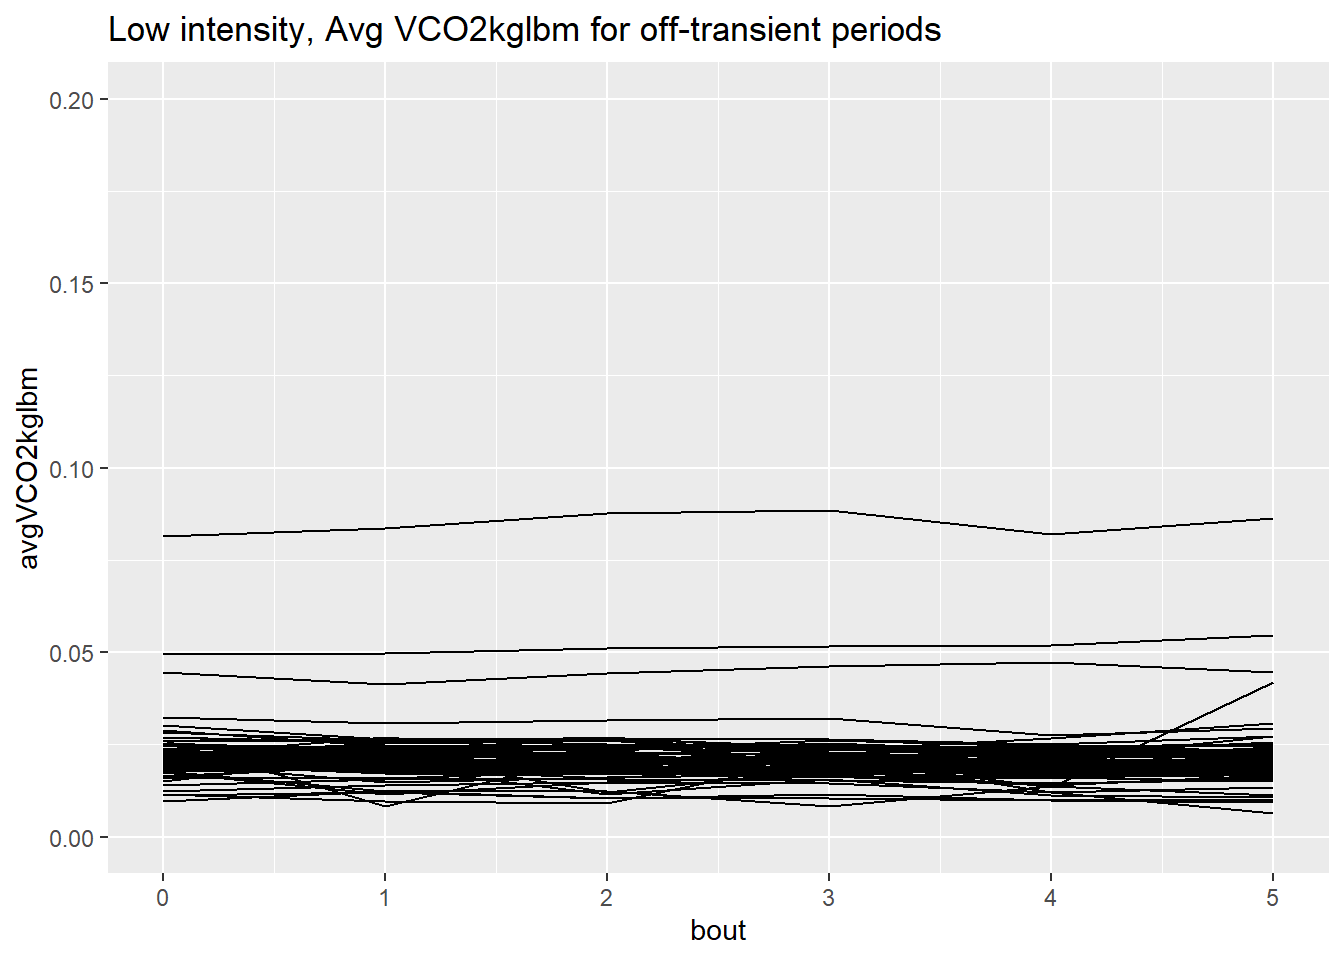 Low intensity, Avg VCO2kglbm for off-transient periods
0.20
0.15
0.10
0.05
0.00
avgVCO2kglbm
0 1 2 3 4 5
bout